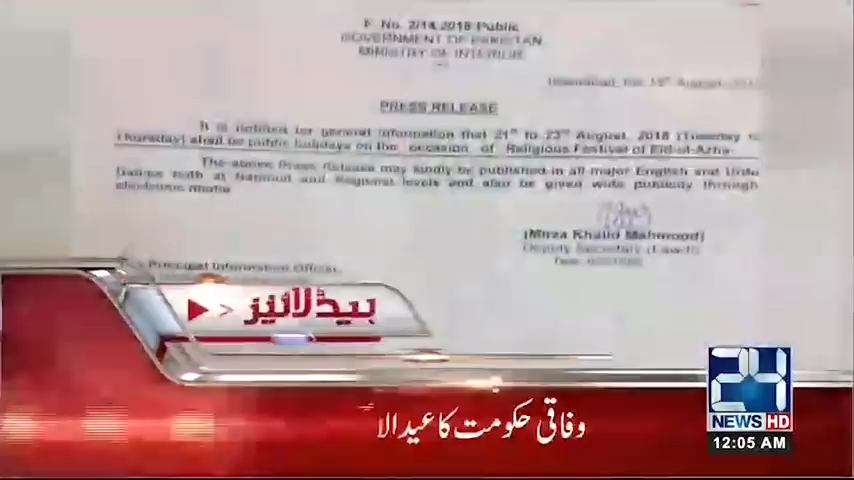 F. No. 2/14.2018-Public
GOVERNMENT OF PAKISTAN
MINISTRY OF INTERIOR
Islamabad, the 15th August,
PRESS RELEASE
It is notified for general information that 21st to 23rd August, 2018 (Tuesday to
Thursday) shall be public holidays on the occasion of Religious Festival of Eid-ul-Azha.
The above Press Release may kindly be published in all major English and Urdu
Dailies both at National and Regional levels and also be given wide publicity through
electronic media
(Mirza Khalid Mahmood)
Deputy Secretary
Principal Information Officer
ہیڈلائنز
وفاقی حکومت کا عیدالا
24
NEWS HD
12:05 AM